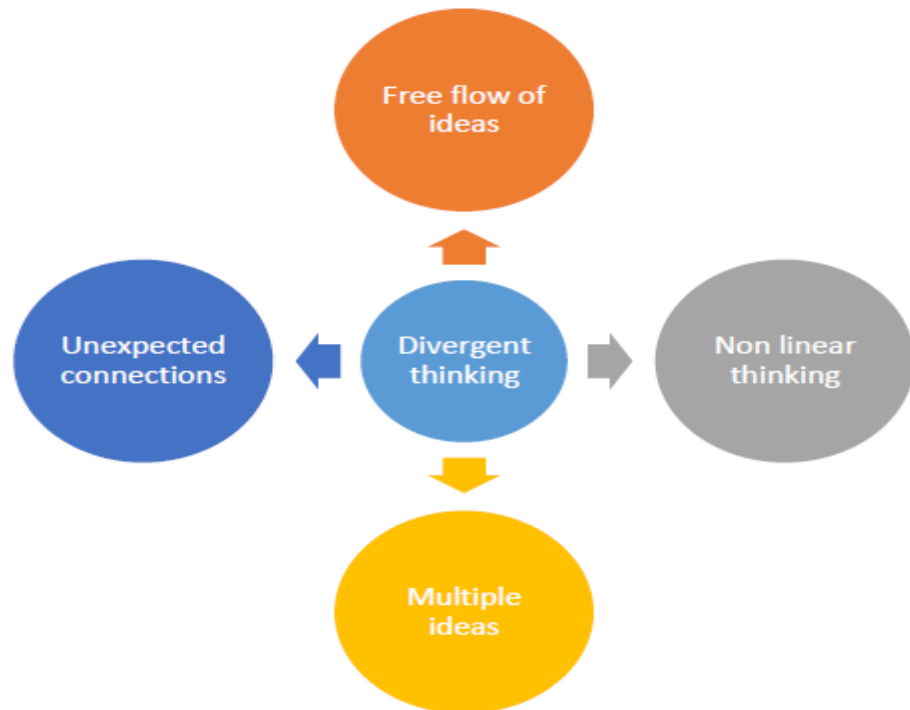 Free flow of
ideas
Unexpected
connections
Divergent
thinking
Non linear
thinking
Multiple
ideas